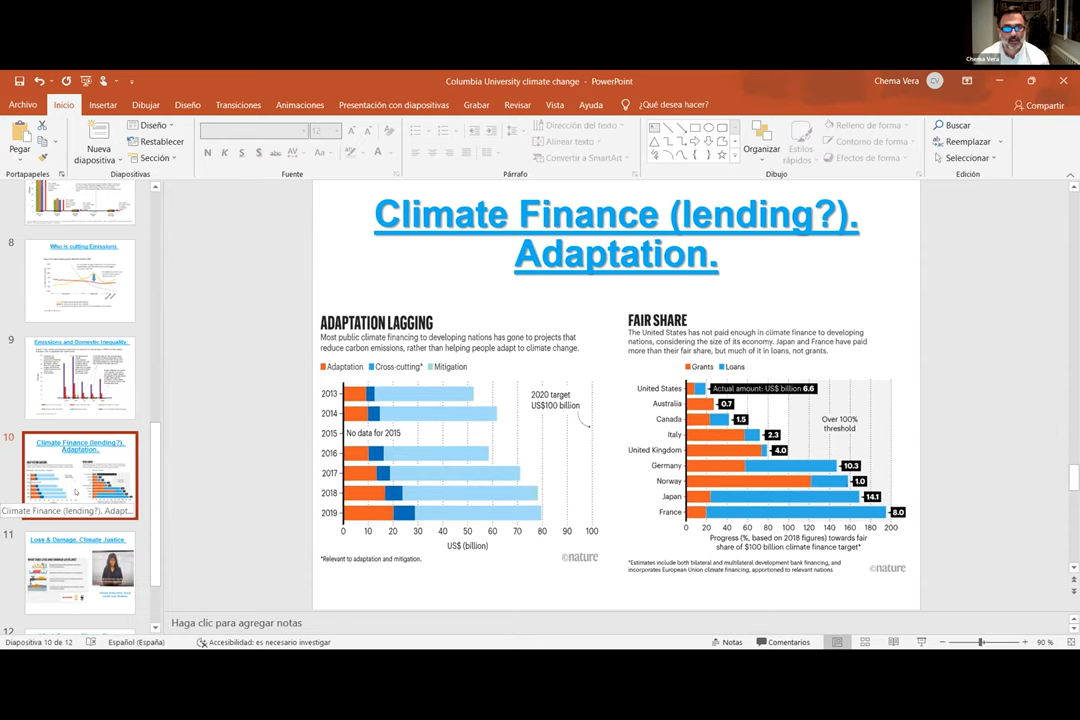 Chema Vera
Columbia University climate change - PowerPoint
Chema Vera
CV
Archivo
Inicio
Insertar
Dibujar
Diseño
Transiciones
Animaciones
Presentación con diapositivas
Grabar
Revisar
Vista
Ayuda
¿Qué desea hacer?
Compartir
Pegar
Nueva
diapositiva
Diseño
Restablecer
Sección
12
N K S S abc AV Aa A
Dirección del texto
Alinear texto
Convertir a SmartArt
Organizar
Estilos
rápidos
Relleno de forma
Contorno de forma
Efectos de forma
Buscar
Reemplazar
Seleccionar
Portapapeles
Diapositivas
Fuente
Párrafo
Dibujo
Edición
8
Who is cutting Emissions.
9
Emissions and Domestic Inequality.
10
Climate Finance (lending?).
Adaptation.
Climate Finance (lending?). Adapt...
11
Loss & Damage, Climate Justice
12
Climate Finance (lending?).
Adaptation.
ADAPTATION LAGGING
Most public climate financing to developing nations has gone to projects that
reduce carbon emissions, rather than helping people adapt to climate change.
Adaptation Cross-cutting* Mitigation
2013
2014
2015 No data for 2015
2016
2017
2018
2019
2020 target
US$100 billion
0 10 20 30 40 50 60 70 80 90 100
US$ (billion)
*Relevant to adaptation and mitigation.
©nature
FAIR SHARE
The United States has not paid enough in climate finance to developing
nations, considering the size of its economy. Japan and France have paid
more than their fair share, but much of it in loans, not grants.
Grants Loans
United States Actual amount: US$ billion 6.6
Australia 0.7
Canada 1.5
Italy 2.3
United Kingdom 4.0
Germany 10.3
Norway 1.0
Japan 14.1
France 8.0
Over 100%
threshold
0 20 40 60 80 100 120 140 160 180 200
Progress (%, based on 2018 figures) towards fair
share of $100 billion climate finance target*
*Estimates include both bilateral and multilateral development bank financing, and
incorporates European Union climate financing, apportioned to relevant nations
©nature
Haga clic para agregar notas
Diapositiva 10 de 12
Español (España)
Accesibilidad: es necesario investigar
Notas
Comentarios
90 %